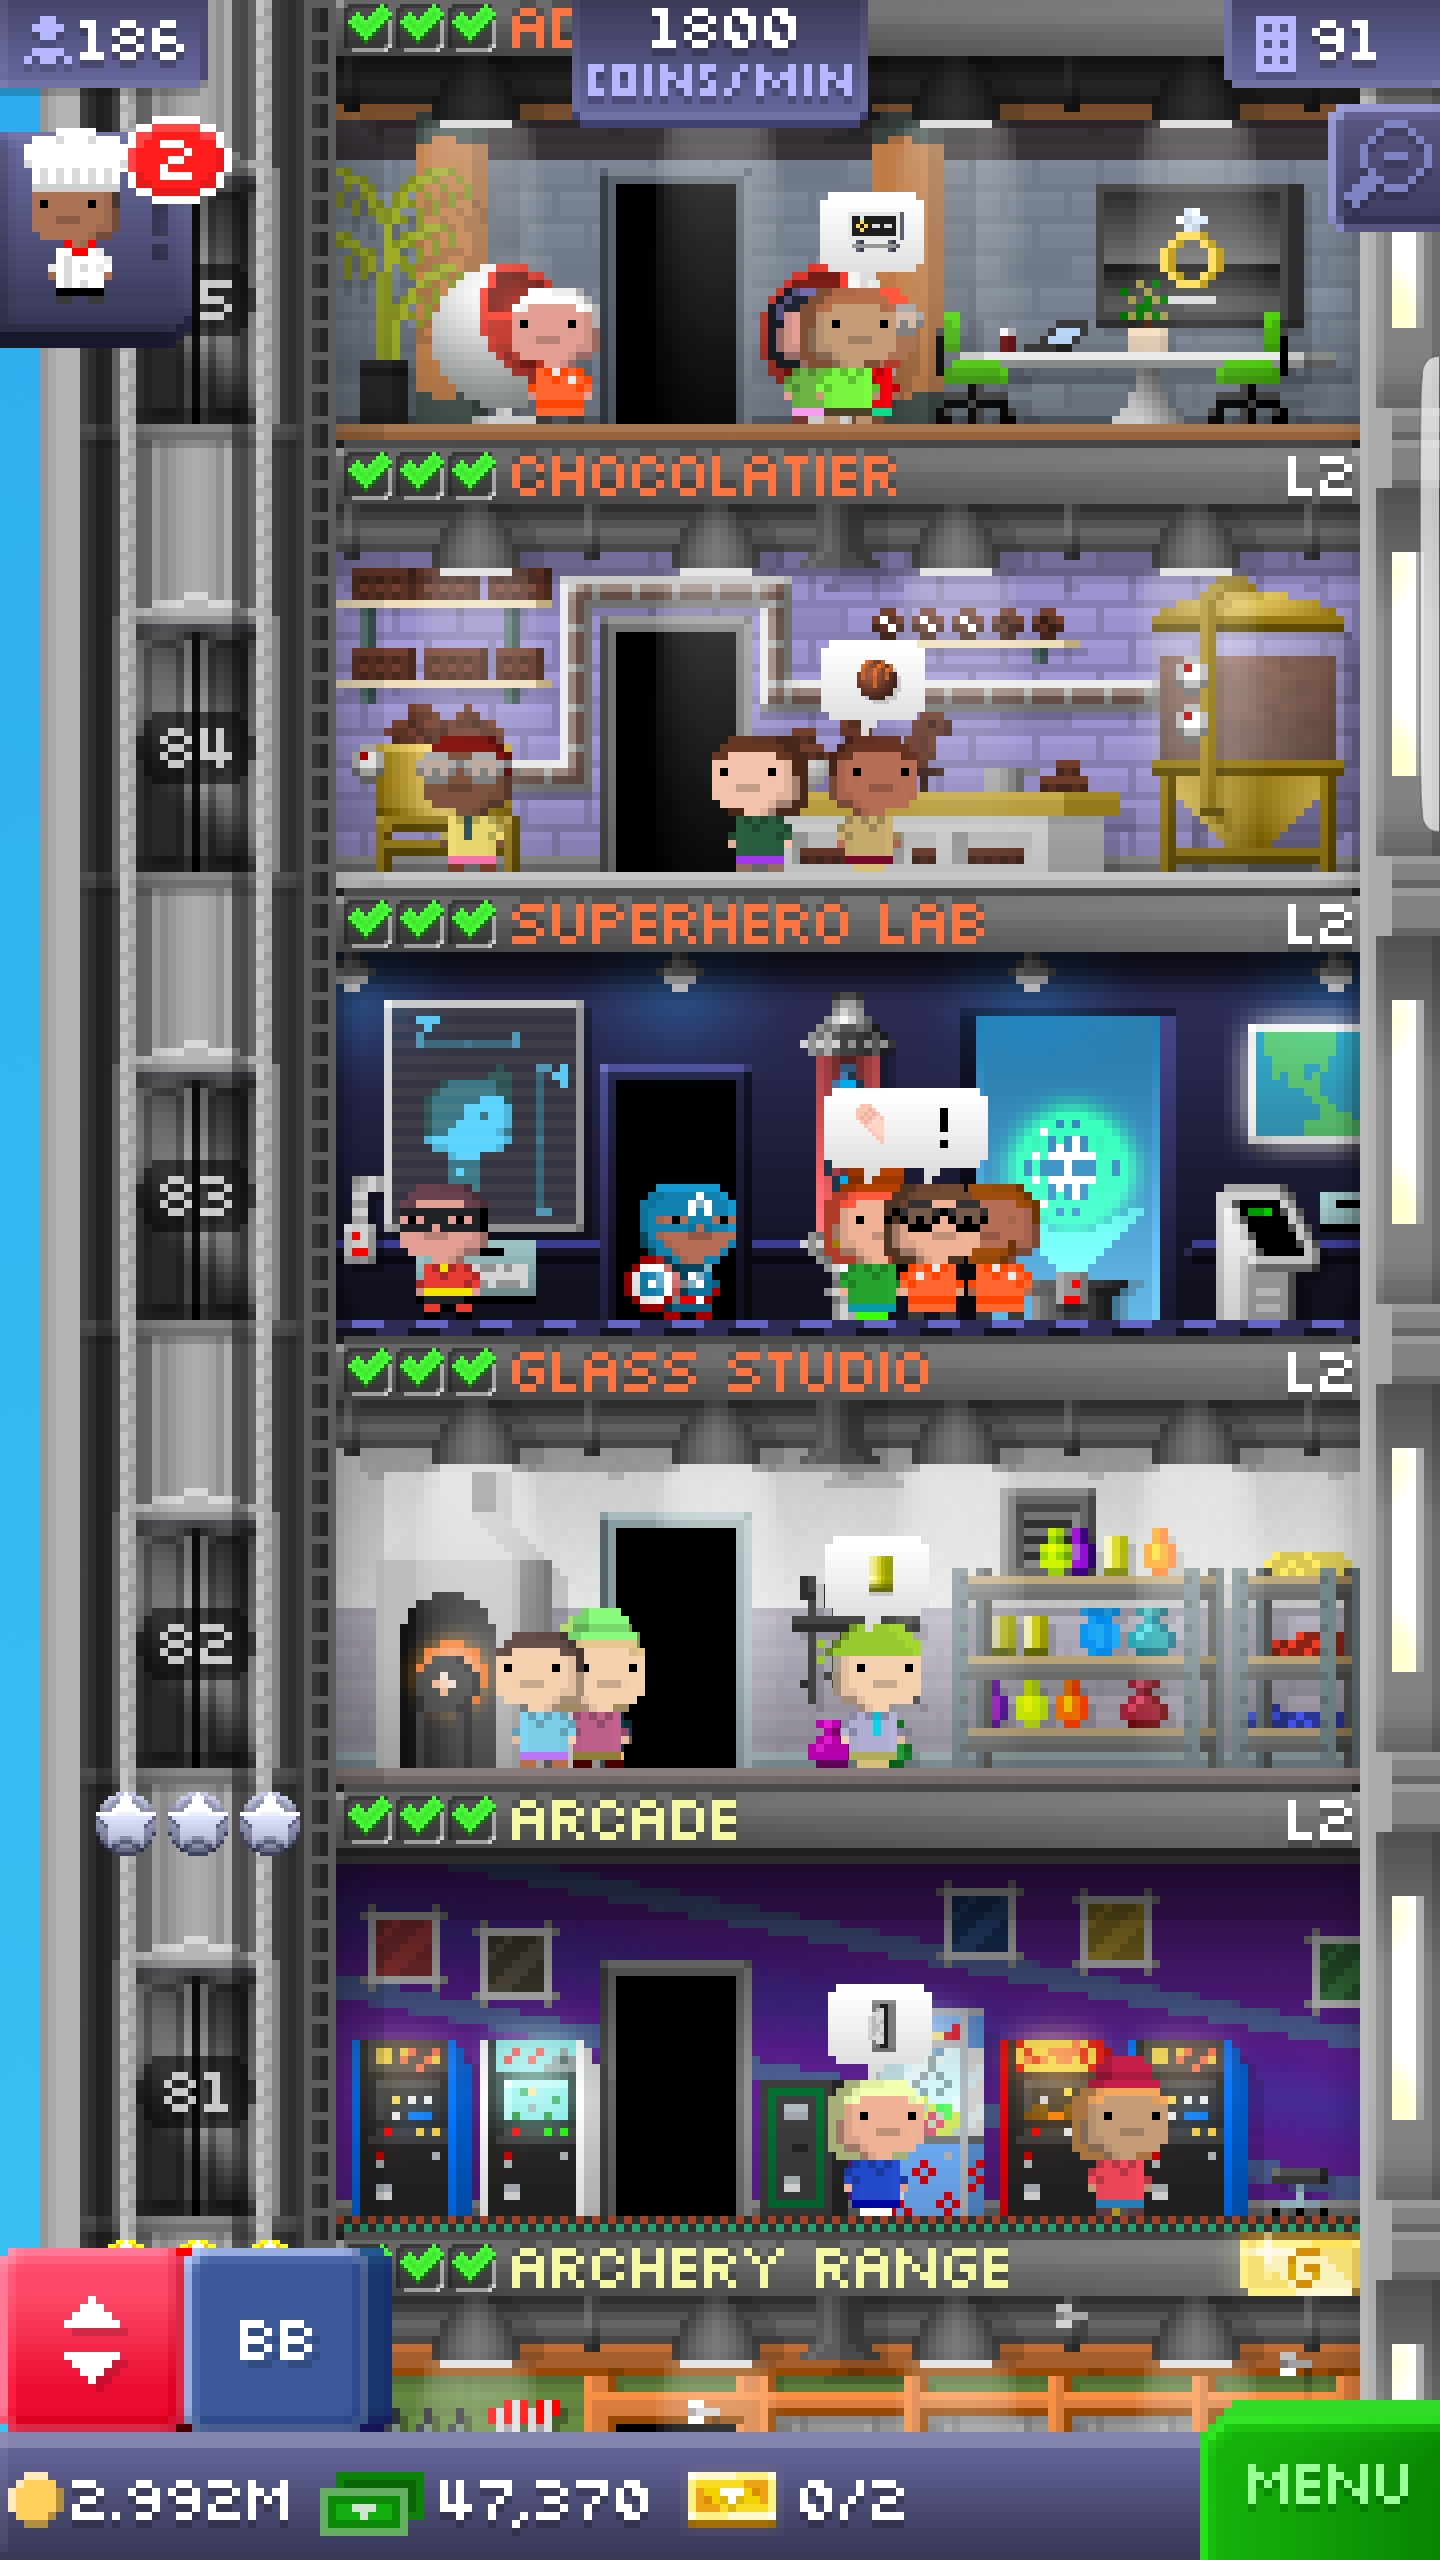 186
1800
COINS/MIN
91
2
AD
5
CHOCOLATIER L2
84
SUPERHERO LAB L2
83
!
GLASS STUDIO L2
82
ARCADE L2
81
ARCHERY RANGE G
BB
2.992M 47,370 0/2
MENU